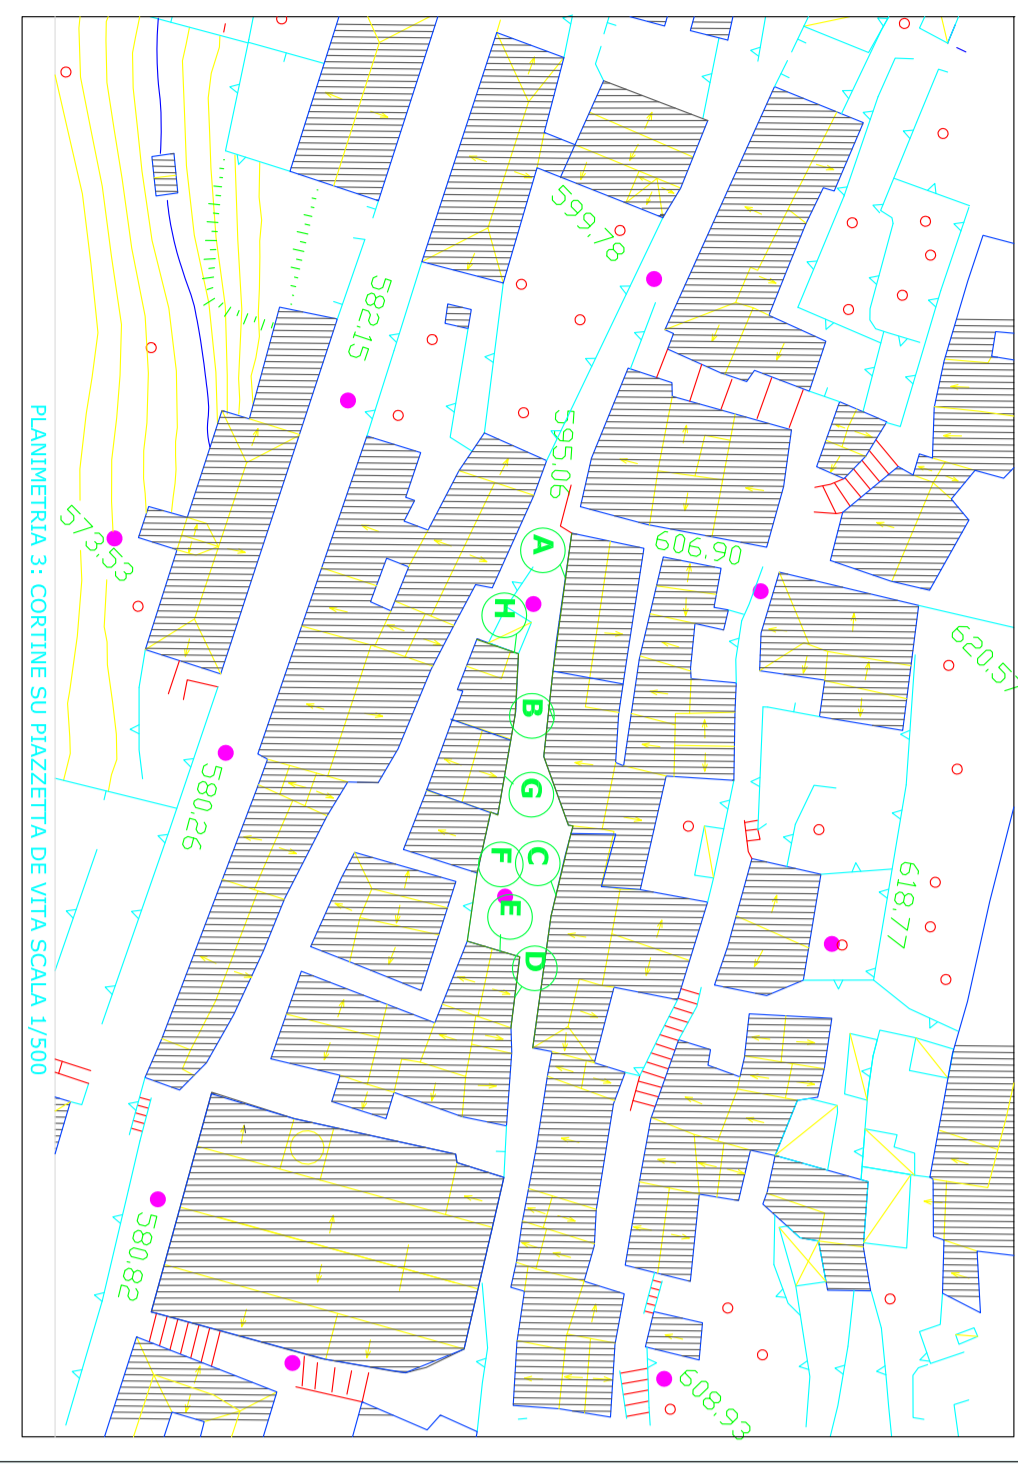 PLANIMETRIA 3: CORTINE SU PIAZZETTA DE VITA SCALA 1/500
599.78
582.15
595.06
573.53
606.90
620.57
580.26
618.77
580.82
608.93
A
H
B
G
F
C
E
D